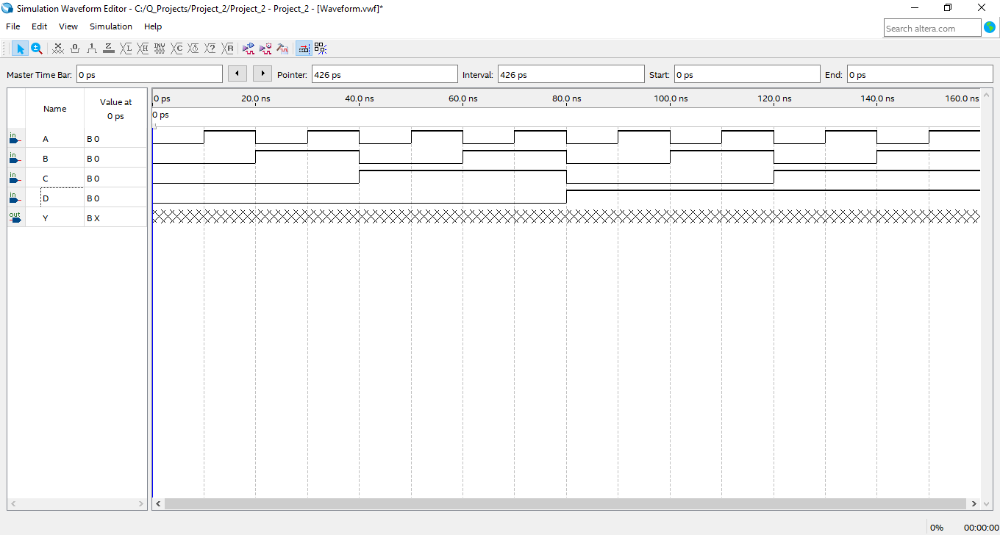 Simulation Waveform Editor - C:/Q_Projects/Project_2/Project_2 - Project_2 - [Waveform.vwf]*
File Edit View Simulation Help
Search altera.com
Master Time Bar: 0 ps Pointer: 426 ps Interval: 426 ps Start: 0 ps End: 0 ps
Name Value at
0 ps
0 ps 20.0 ns 40.0 ns 60.0 ns 80.0 ns 100.0 ns 120.0 ns 140.0 ns 160.0 ns
0 ps
in A B 0
in B B 0
in C B 0
in D B 0
out Y B X
0% 00:00:00